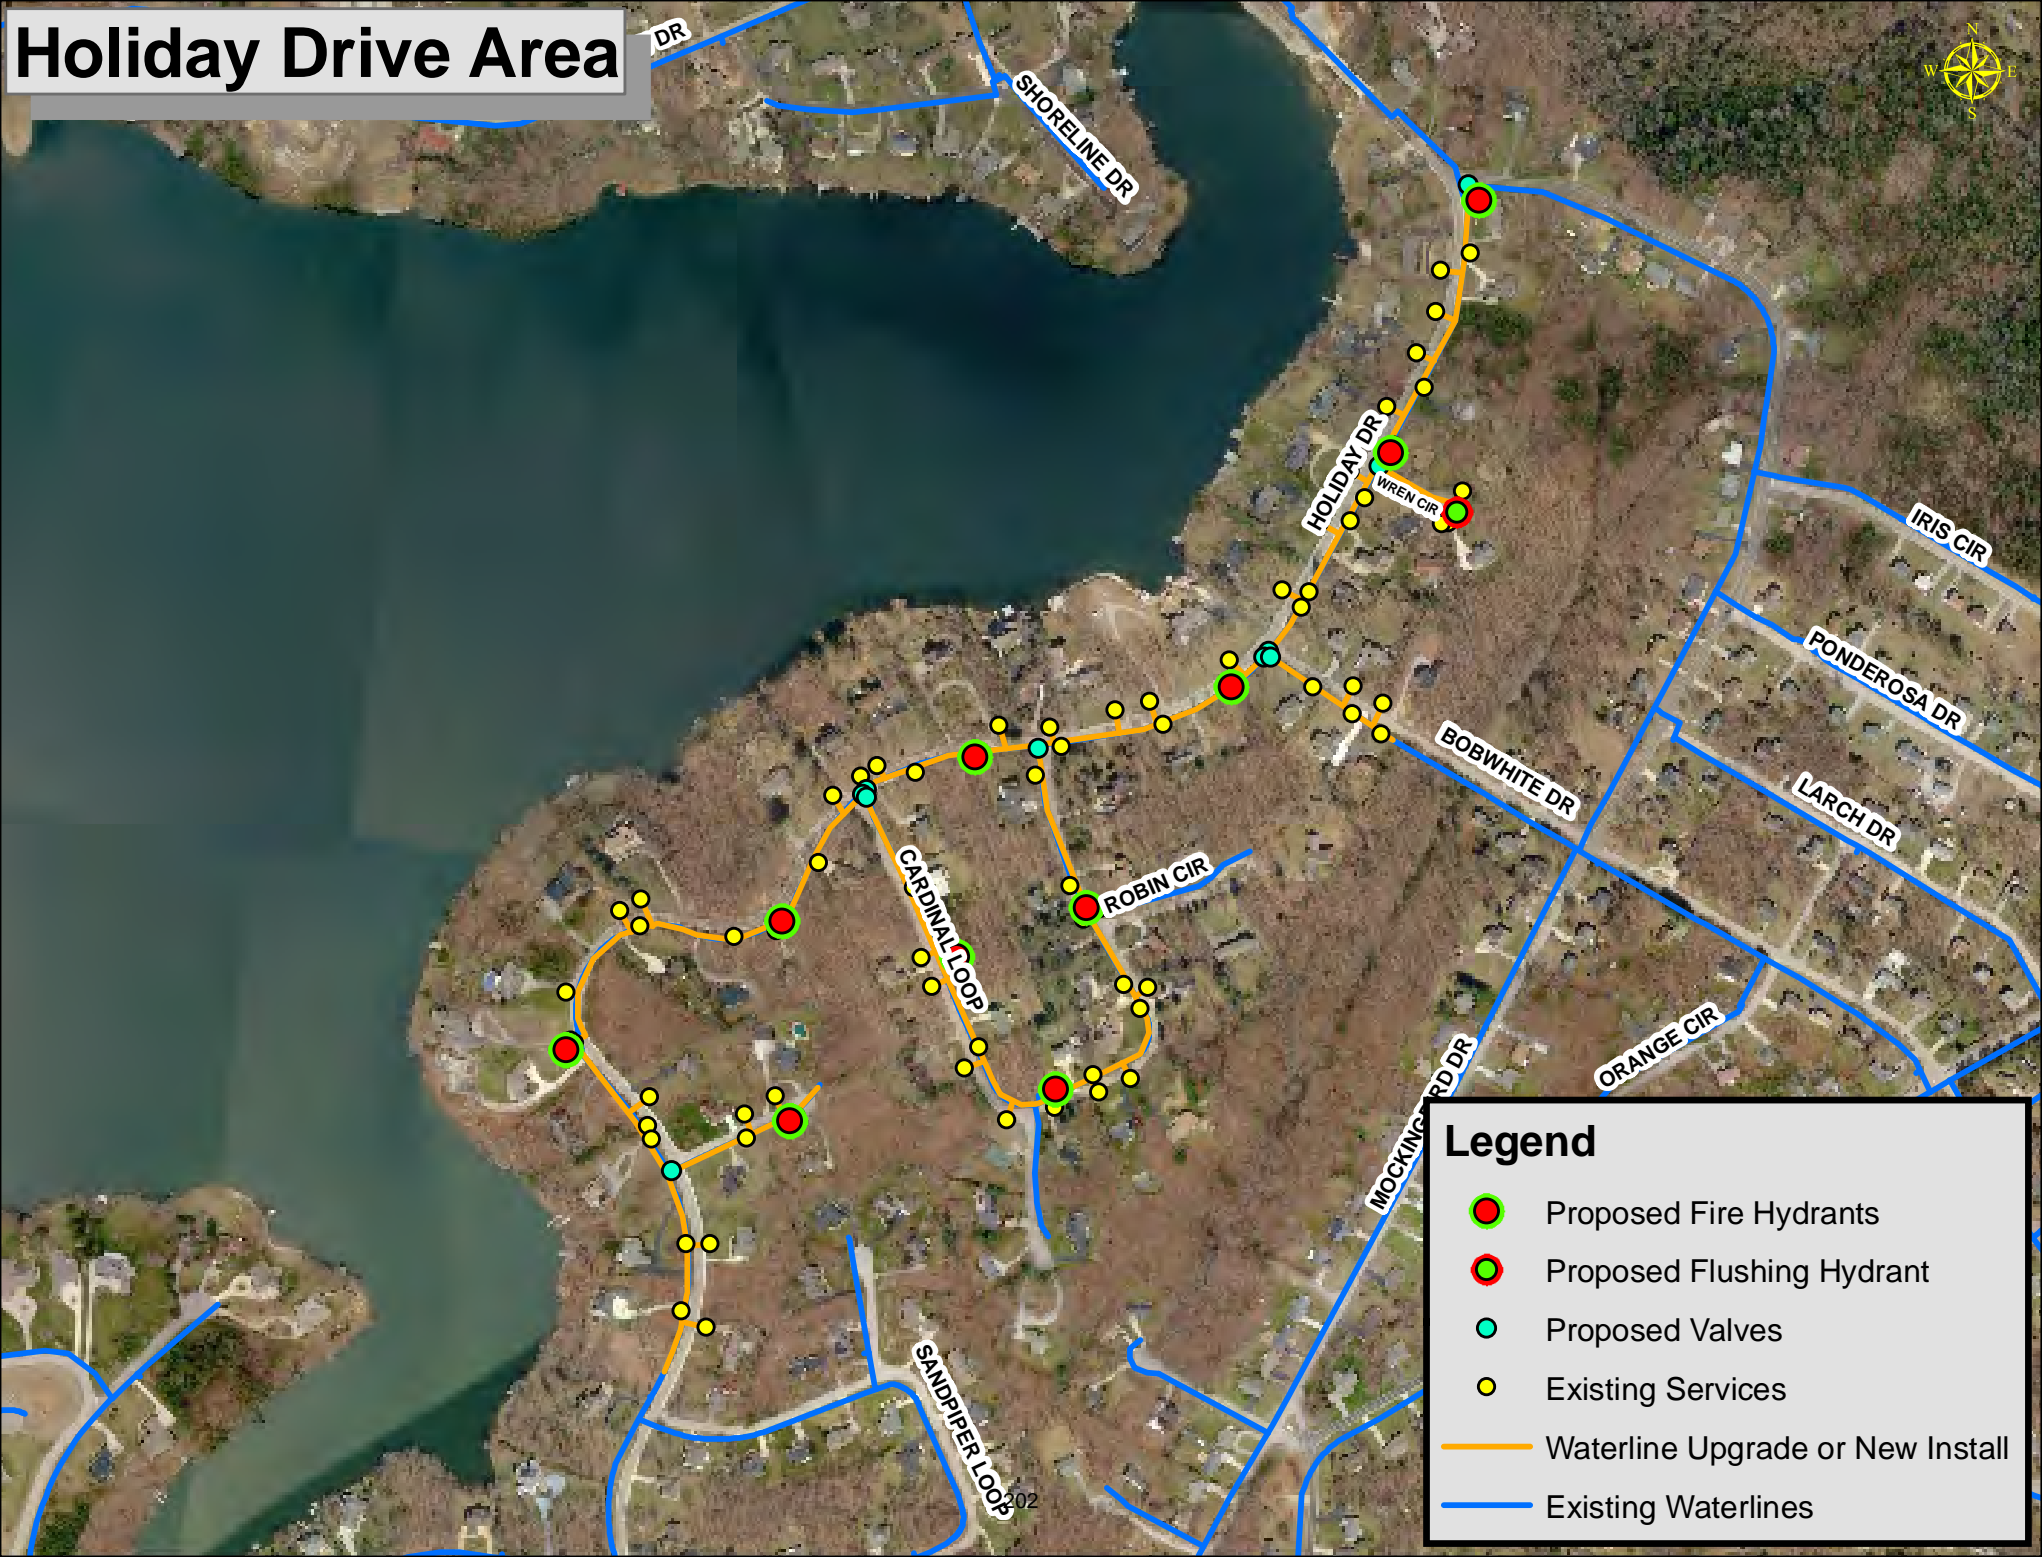 Holiday Drive Area
DR
N
W E
S
SHORELINE DR
HOLIDAY DR
WREN CIR
IRIS CIR
PONDEROSA DR
BOBWHITE DR
LARCH DR
CARDINAL LOOP
ROBIN CIR
ORANGE CIR
MOCKINGBIRD DR
SANDPIPER LOOP
202
Legend
Proposed Fire Hydrants
Proposed Flushing Hydrant
Proposed Valves
Existing Services
Waterline Upgrade or New Install
Existing Waterlines